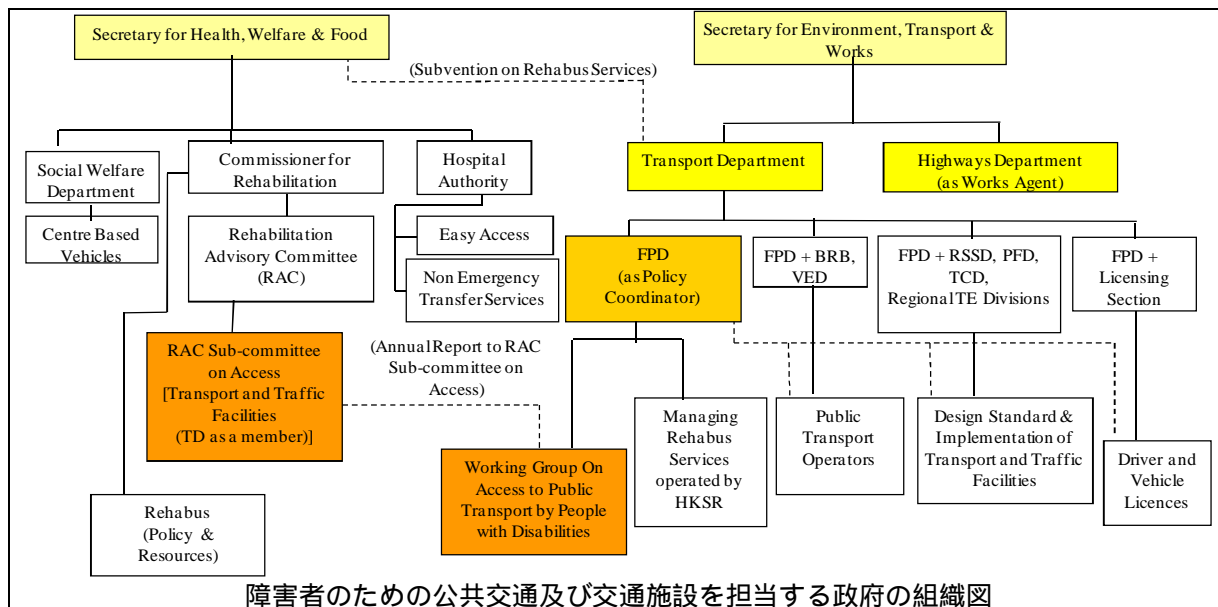 Secretary for Health, Welfare & Food
Secretary for Environment, Transport &
Works
(Subvention on Rehabus Services)
Social Welfare
Department
Commissioner for
Rehabilitation
Hospital
Authority
Transport Department
Highways Department
(as Works Agent)
Centre Based
Vehicles
Rehabilitation
Advisory Committee
(RAC)
Easy Access
Non Emergency
Transfer Services
FPD
(as Policy
Coordinator)
FPD + BRB,
VED
FPD + RSSD, PFD,
TCD,
Regional TE Divisions
FPD +
Licensing
Section
RAC Sub-committee
on Access
[Transport and Traffic
Facilities
(TD as a member)]
(Annual Report to RAC
Sub-committee on
Access)
Rehabus
(Policy &
Resources)
Working Group On
Access to Public
Transport by People
with Disabilities
Managing
Rehabus
Services
operated by
HKSR
Public
Transport
Operators
Design Standard &
Implementation of
Transport and Traffic
Facilities
Driver and
Vehicle
Licences
障害者のための公共交通及び交通施設を担当する政府の組織図